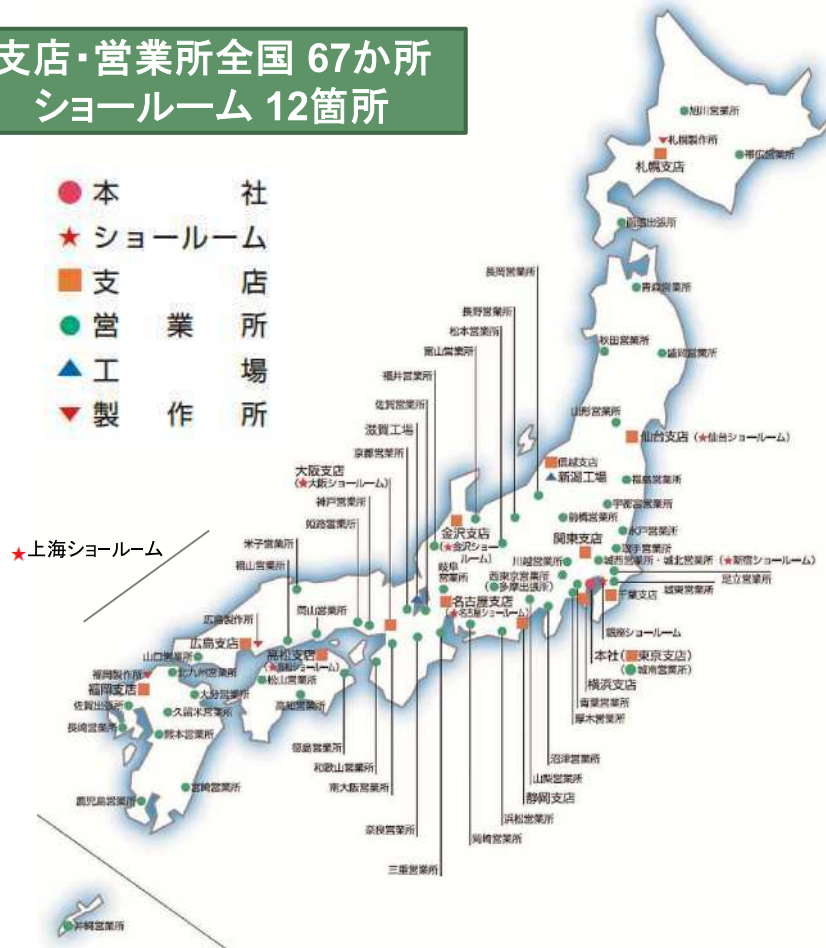 支店・営業所全国 67か所
ショールーム 12箇所
●本社
★ショールーム
■支店
●営業所
▲工場
▼製作所
★上海ショールーム
旭川営業所
▼札幌製作所
札幌支店
帯広営業所
函館出張所
青森営業所
秋田営業所
盛岡営業所
山形営業所
仙台支店(★仙台ショールーム)
信越支店
新潟工場
福島営業所
宇都宮営業所
前橋営業所
水戸営業所
関東支店
取手営業所
川越営業所
城西営業所・城北営業所(★新宿ショールーム)
西東京営業所
(●多摩出張所)
足立営業所
城東営業所
千葉支店
銀座ショールーム
本社(■東京支店)
(●城南営業所)
横浜支店
青葉営業所
厚木営業所
沼津営業所
山梨営業所
静岡支店
浜松営業所
岡崎営業所
三重営業所
奈良営業所
南大阪営業所
和歌山営業所
徳島営業所
長岡営業所
長野営業所
松本営業所
富山営業所
福井営業所
佐賀営業所
滋賀工場
京都営業所
大阪支店
(★大阪ショールーム)
神戸営業所
姫路営業所
米子営業所
福山営業所
岡山営業所
金沢支店
(★金沢ショー
ルーム)
岐阜
営業所
名古屋支店
(★名古屋ショールーム)
広島製作所
広島支店
山口営業所
高松支店
(★高松ショールーム)
松山営業所
高知営業所
福岡製作所
福岡支店
北九州営業所
大分営業所
佐賀出張所
久留米営業所
長崎営業所
熊本営業所
宮崎営業所
鹿児島営業所
沖縄営業所